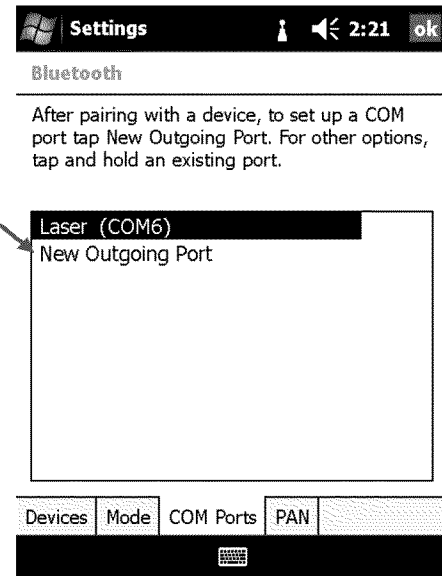 Settings 2:21 ok
Bluetooth
After pairing with a device, to set up a COM
port tap New Outgoing Port. For other options,
tap and hold an existing port.
Laser (COM6)
New Outgoing Port
Devices Mode COM Ports PAN